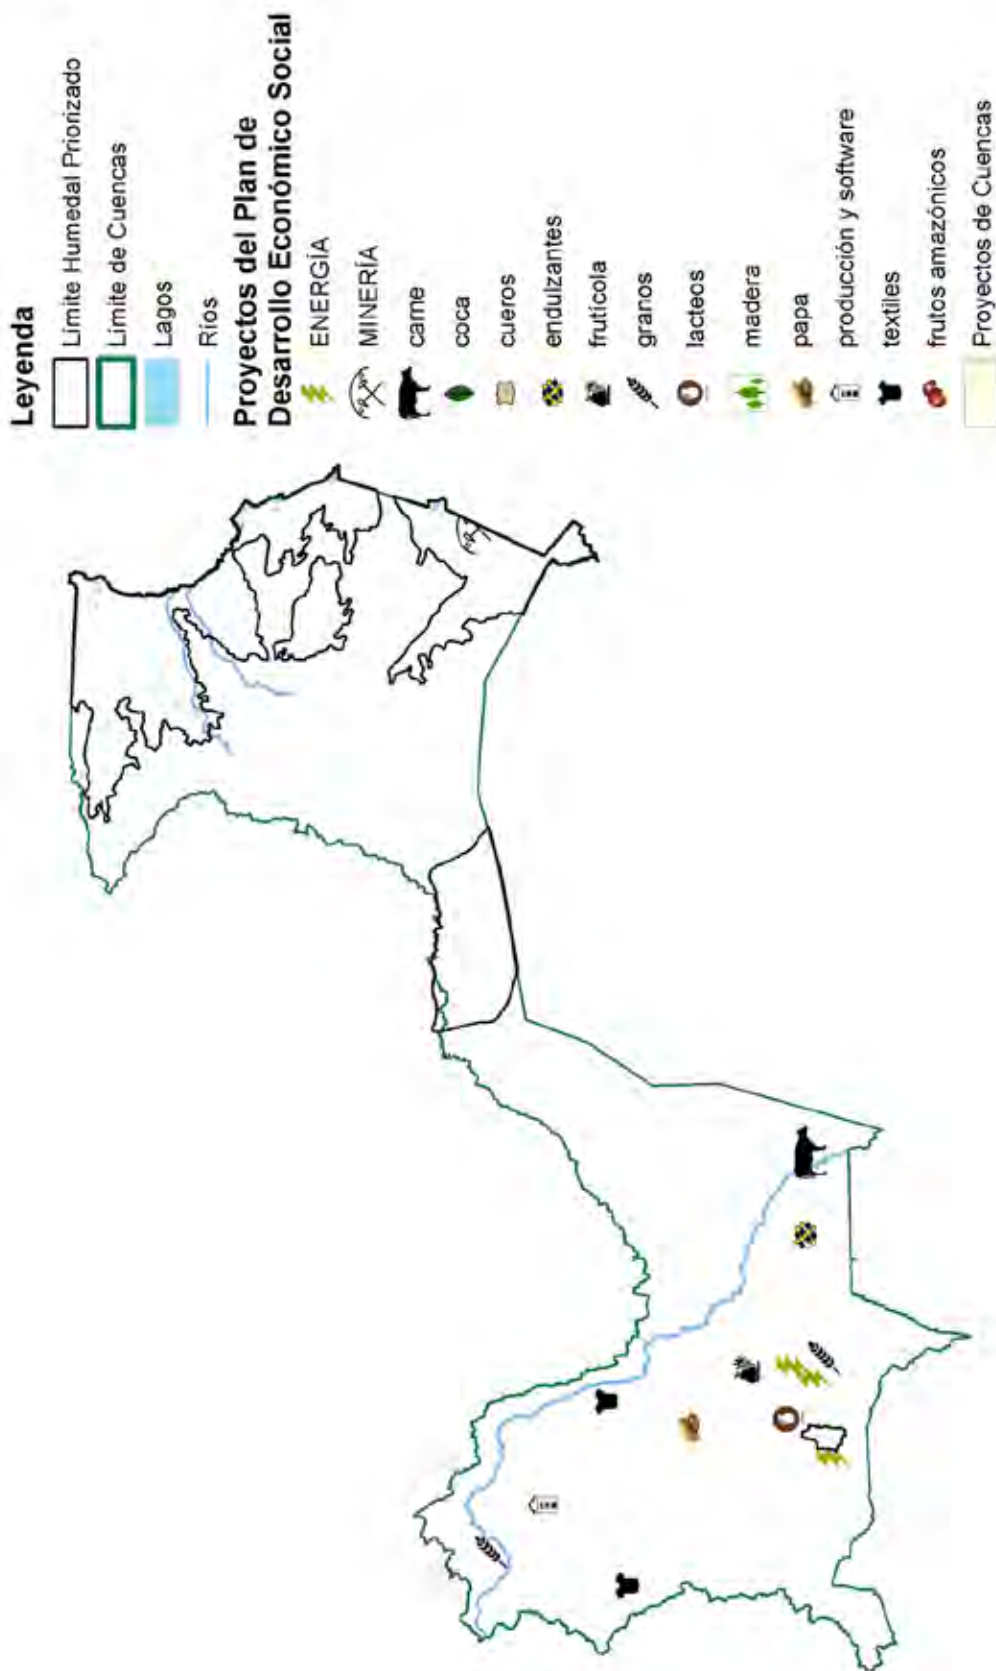 Leyenda
Límite Humedal Priorizado
Límite de Cuencas
Lagos
Ríos
Proyectos del Plan de
Desarrollo Económico Social
ENERGÍA
MINERÍA
carne
coca
cueros
endulzantes
frutícola
granos
lacteos
madera
papa
producción y software
textiles
frutos amazónicos
Proyectos de Cuencas